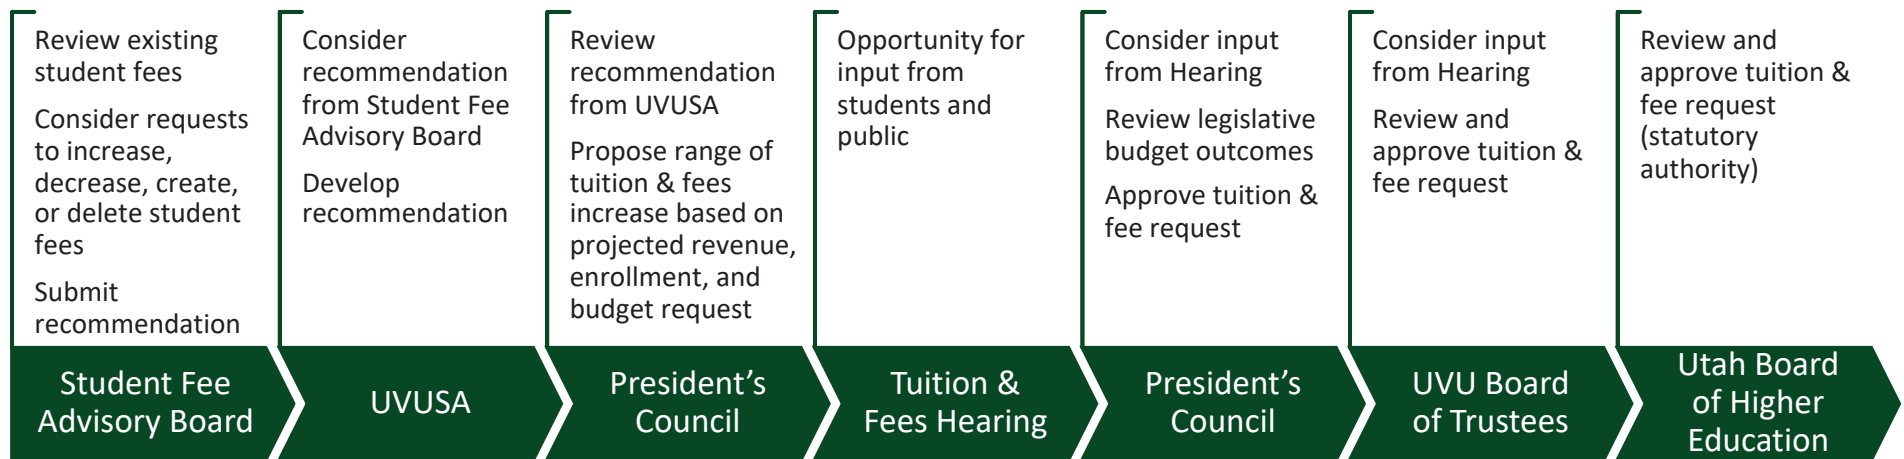 Review existing
student fees
Consider requests
to increase,
decrease, create,
or delete student
fees
Submit
recommendation
Student Fee
Advisory Board
Consider
recommendation
from Student Fee
Advisory Board
Develop
recommendation
UVUSA
Review
recommendation
from UVUSA
Propose range of
tuition & fees
increase based on
projected revenue,
enrollment, and
budget request
President’s
Council
Opportunity for
input from
students and
public
Tuition &
Fees Hearing
Consider input
from Hearing
Review legislative
budget outcomes
Approve tuition &
fee request
President’s
Council
Consider input
from Hearing
Review and
approve tuition &
fee request
UVU Board
of Trustees
Review and
approve tuition &
fee request
(statutory
authority)
Utah Board
of Higher
Education